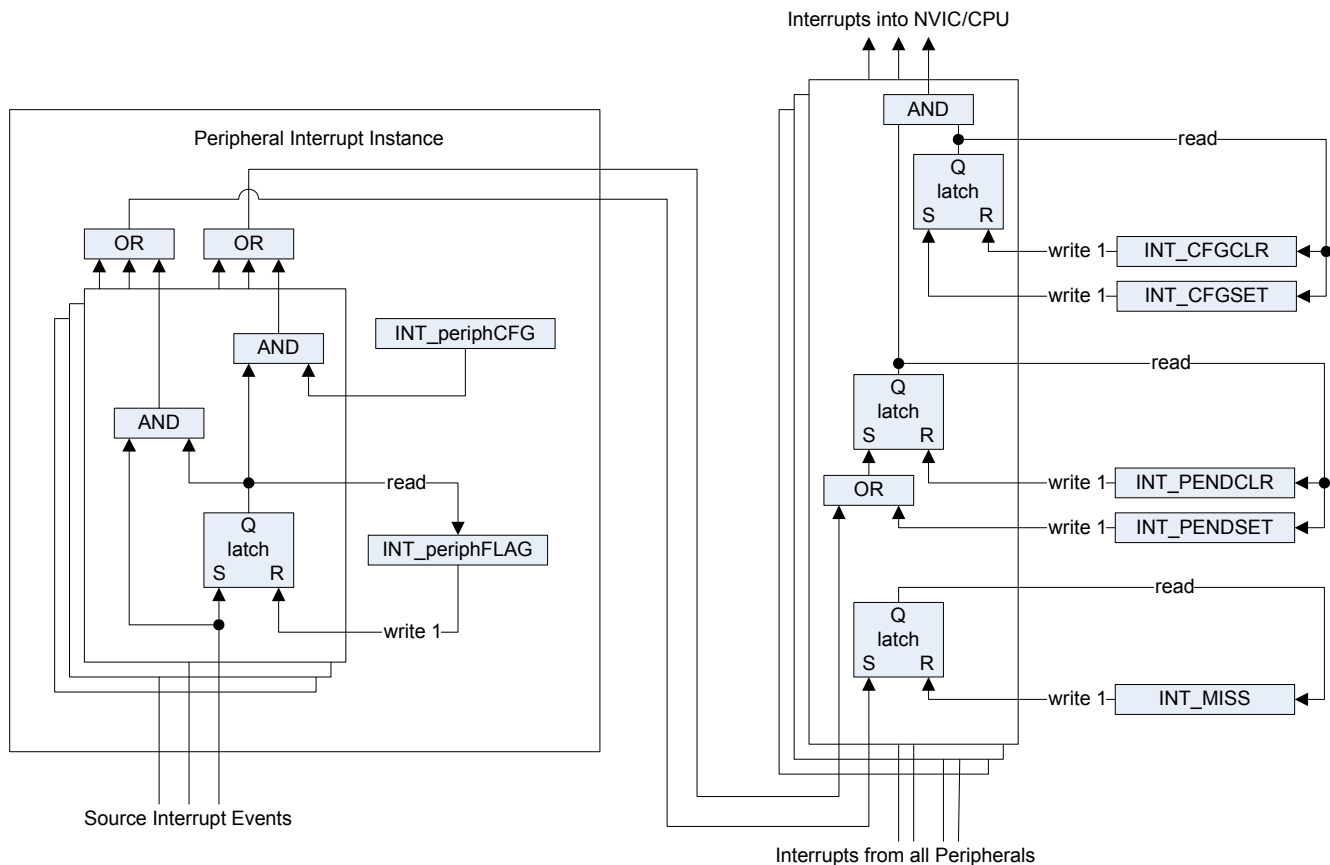 Interrupts into NVIC/CPU
AND
read
Peripheral Interrupt Instance
Q
latch
S R
OR OR
write 1 INT_CFGCLR
write 1 INT_CFGSET
INT_periphCFG
AND
read
Q
latch
AND
S R
read
write 1 INT_PENDCLR
OR
write 1 INT_PENDSET
Q
latch
INT_periphFLAG
S R
read
Q
latch
write 1
S R
write 1 INT_MISS
Source Interrupt Events
Interrupts from all Peripherals